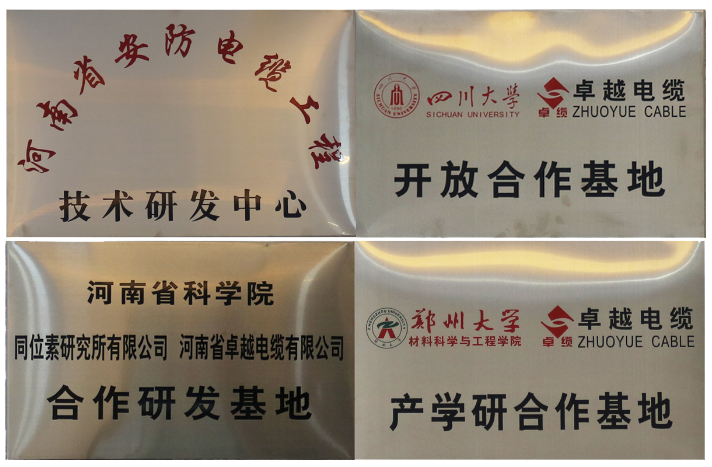 河南省安防电缆工程
技术研发中心
四川大学
SICHUAN UNIVERSITY
卓缆
卓越电缆
ZHUOYUE CABLE
开放合作基地
河南省科学院
同位素研究所有限公司 河南省卓越电缆有限公司
合作研发基地
郑州大学
材料科学与工程学院
卓缆
卓越电缆
ZHUOYUE CABLE
产学研合作基地